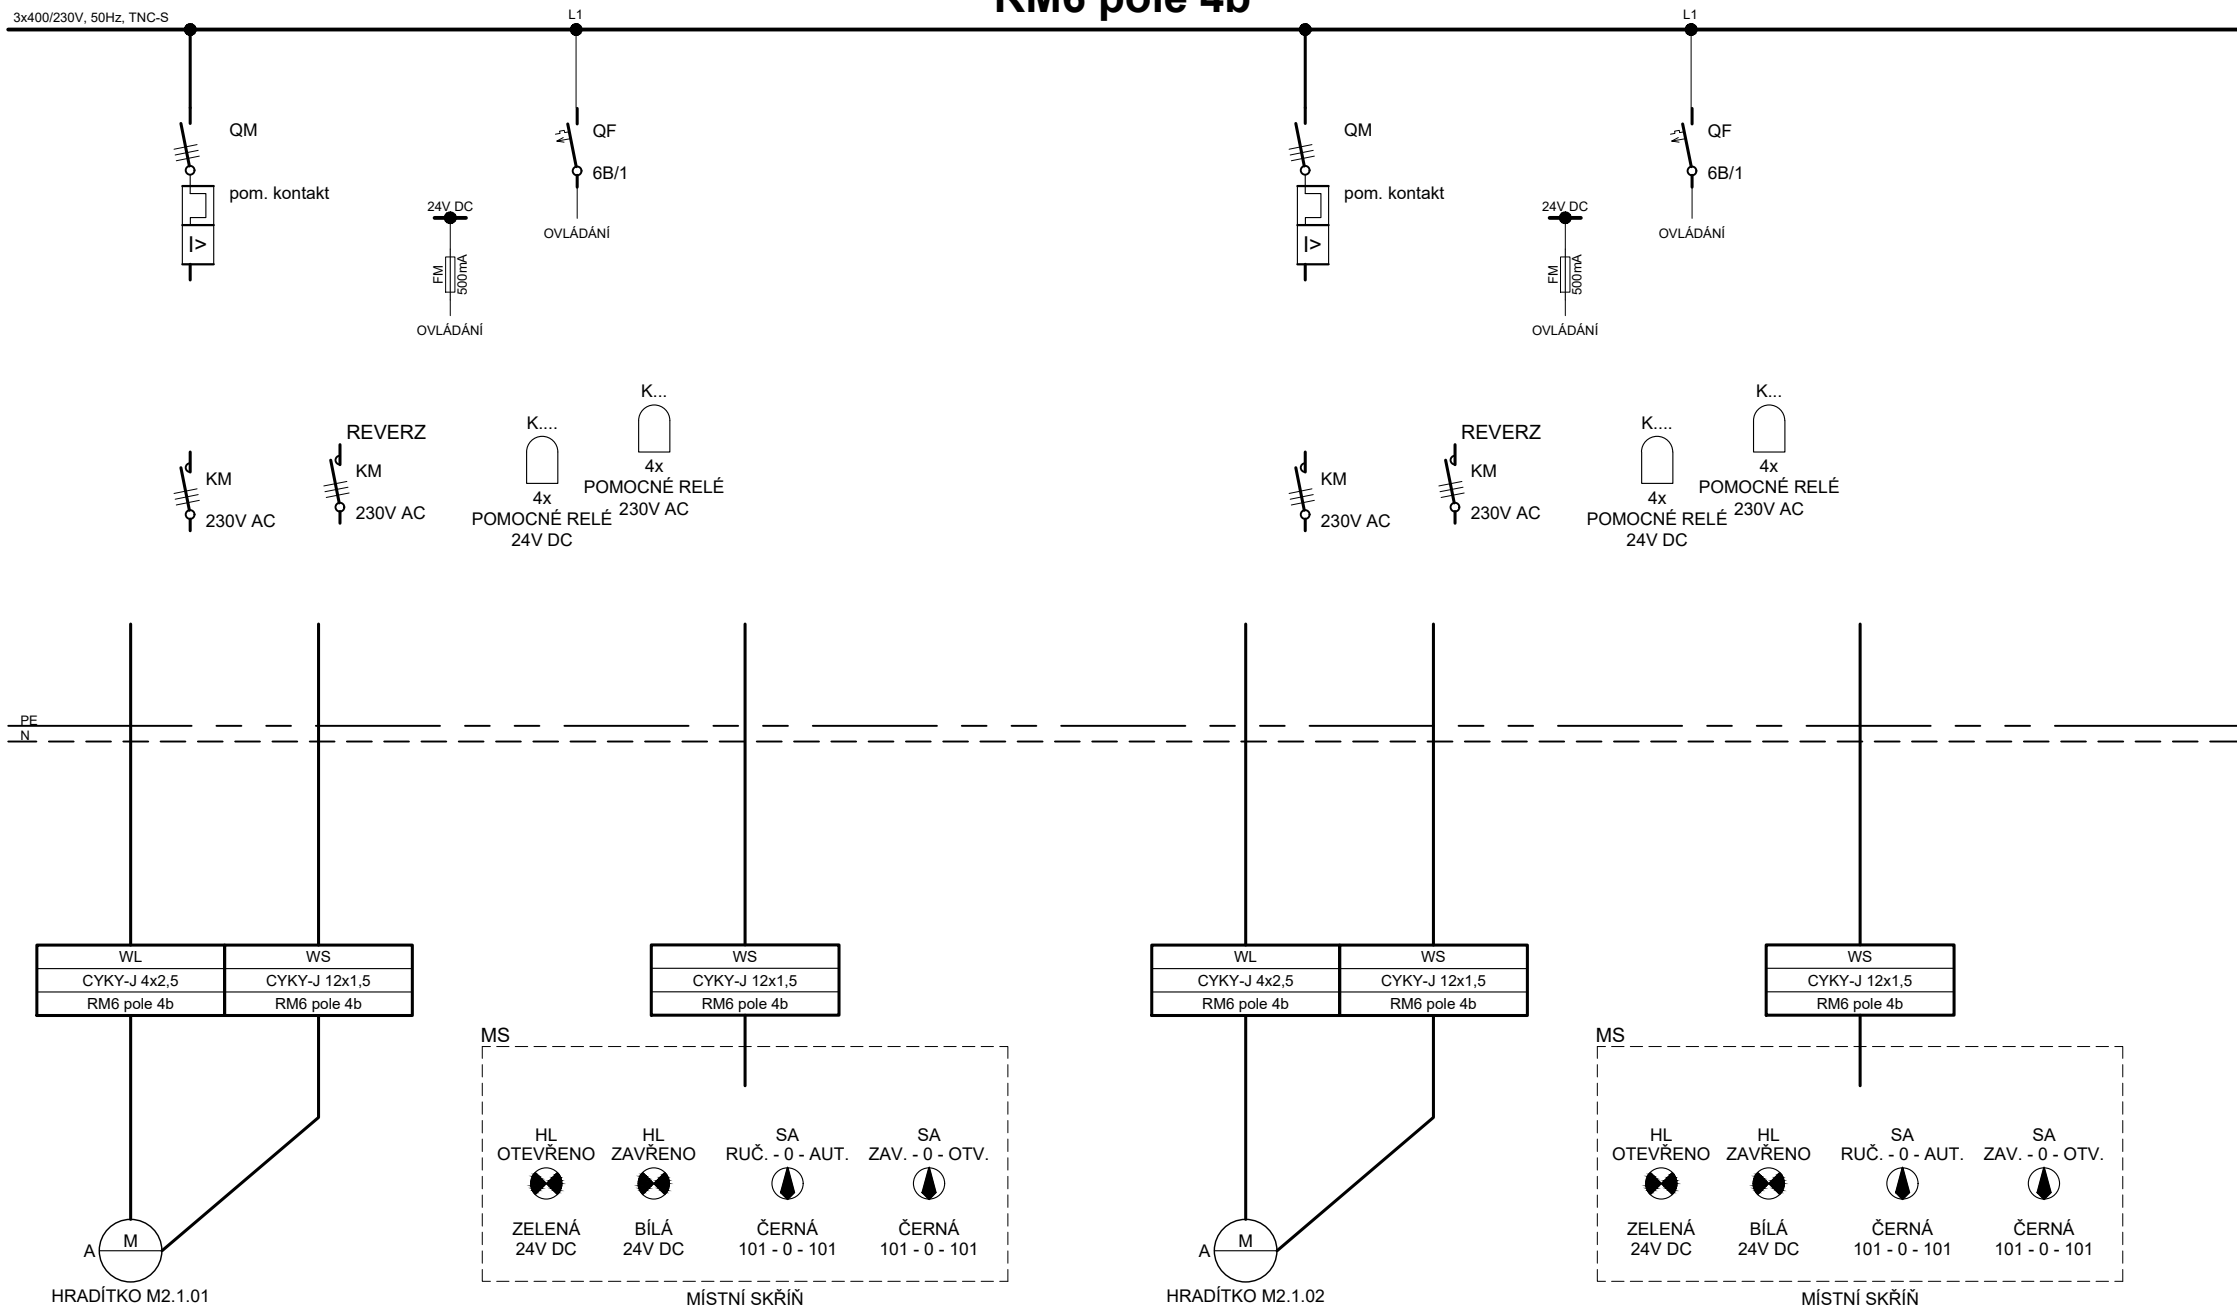 RM6 pole 4b
3x400/230V, 50Hz, TNC-S
L1
L1
QM
pom. kontakt
I>
QF
6B/1
OVLÁDÁNÍ
24V DC
FM
500mA
OVLÁDÁNÍ
QM
pom. kontakt
I>
QF
6B/1
OVLÁDÁNÍ
24V DC
FM
500mA
OVLÁDÁNÍ
KM
230V AC
REVERZ
KM
230V AC
K....
4x
POMOCNÉ RELÉ
24V DC
K...
4x
POMOCNÉ RELÉ
230V AC
KM
230V AC
REVERZ
KM
230V AC
K....
4x
POMOCNÉ RELÉ
24V DC
K...
4x
POMOCNÉ RELÉ
230V AC
PE
N
WL
CYKY-J 4x2,5
RM6 pole 4b
WS
CYKY-J 12x1,5
RM6 pole 4b
WS
CYKY-J 12x1,5
RM6 pole 4b
WL
CYKY-J 4x2,5
RM6 pole 4b
WS
CYKY-J 12x1,5
RM6 pole 4b
WS
CYKY-J 12x1,5
RM6 pole 4b
A
M
HRADÍTKO M2.1.01
MS
HL
OTEVŘENO
ZELENÁ
24V DC
HL
ZAVŘENO
BÍLÁ
24V DC
SA
RUČ. - 0 - AUT.
ČERNÁ
101 - 0 - 101
SA
ZAV. - 0 - OTV.
ČERNÁ
101 - 0 - 101
MÍSTNÍ SKŘÍŇ
A
M
HRADÍTKO M2.1.02
MS
HL
OTEVŘENO
ZELENÁ
24V DC
HL
ZAVŘENO
BÍLÁ
24V DC
SA
RUČ. - 0 - AUT.
ČERNÁ
101 - 0 - 101
SA
ZAV. - 0 - OTV.
ČERNÁ
101 - 0 - 101
MÍSTNÍ SKŘÍŇ